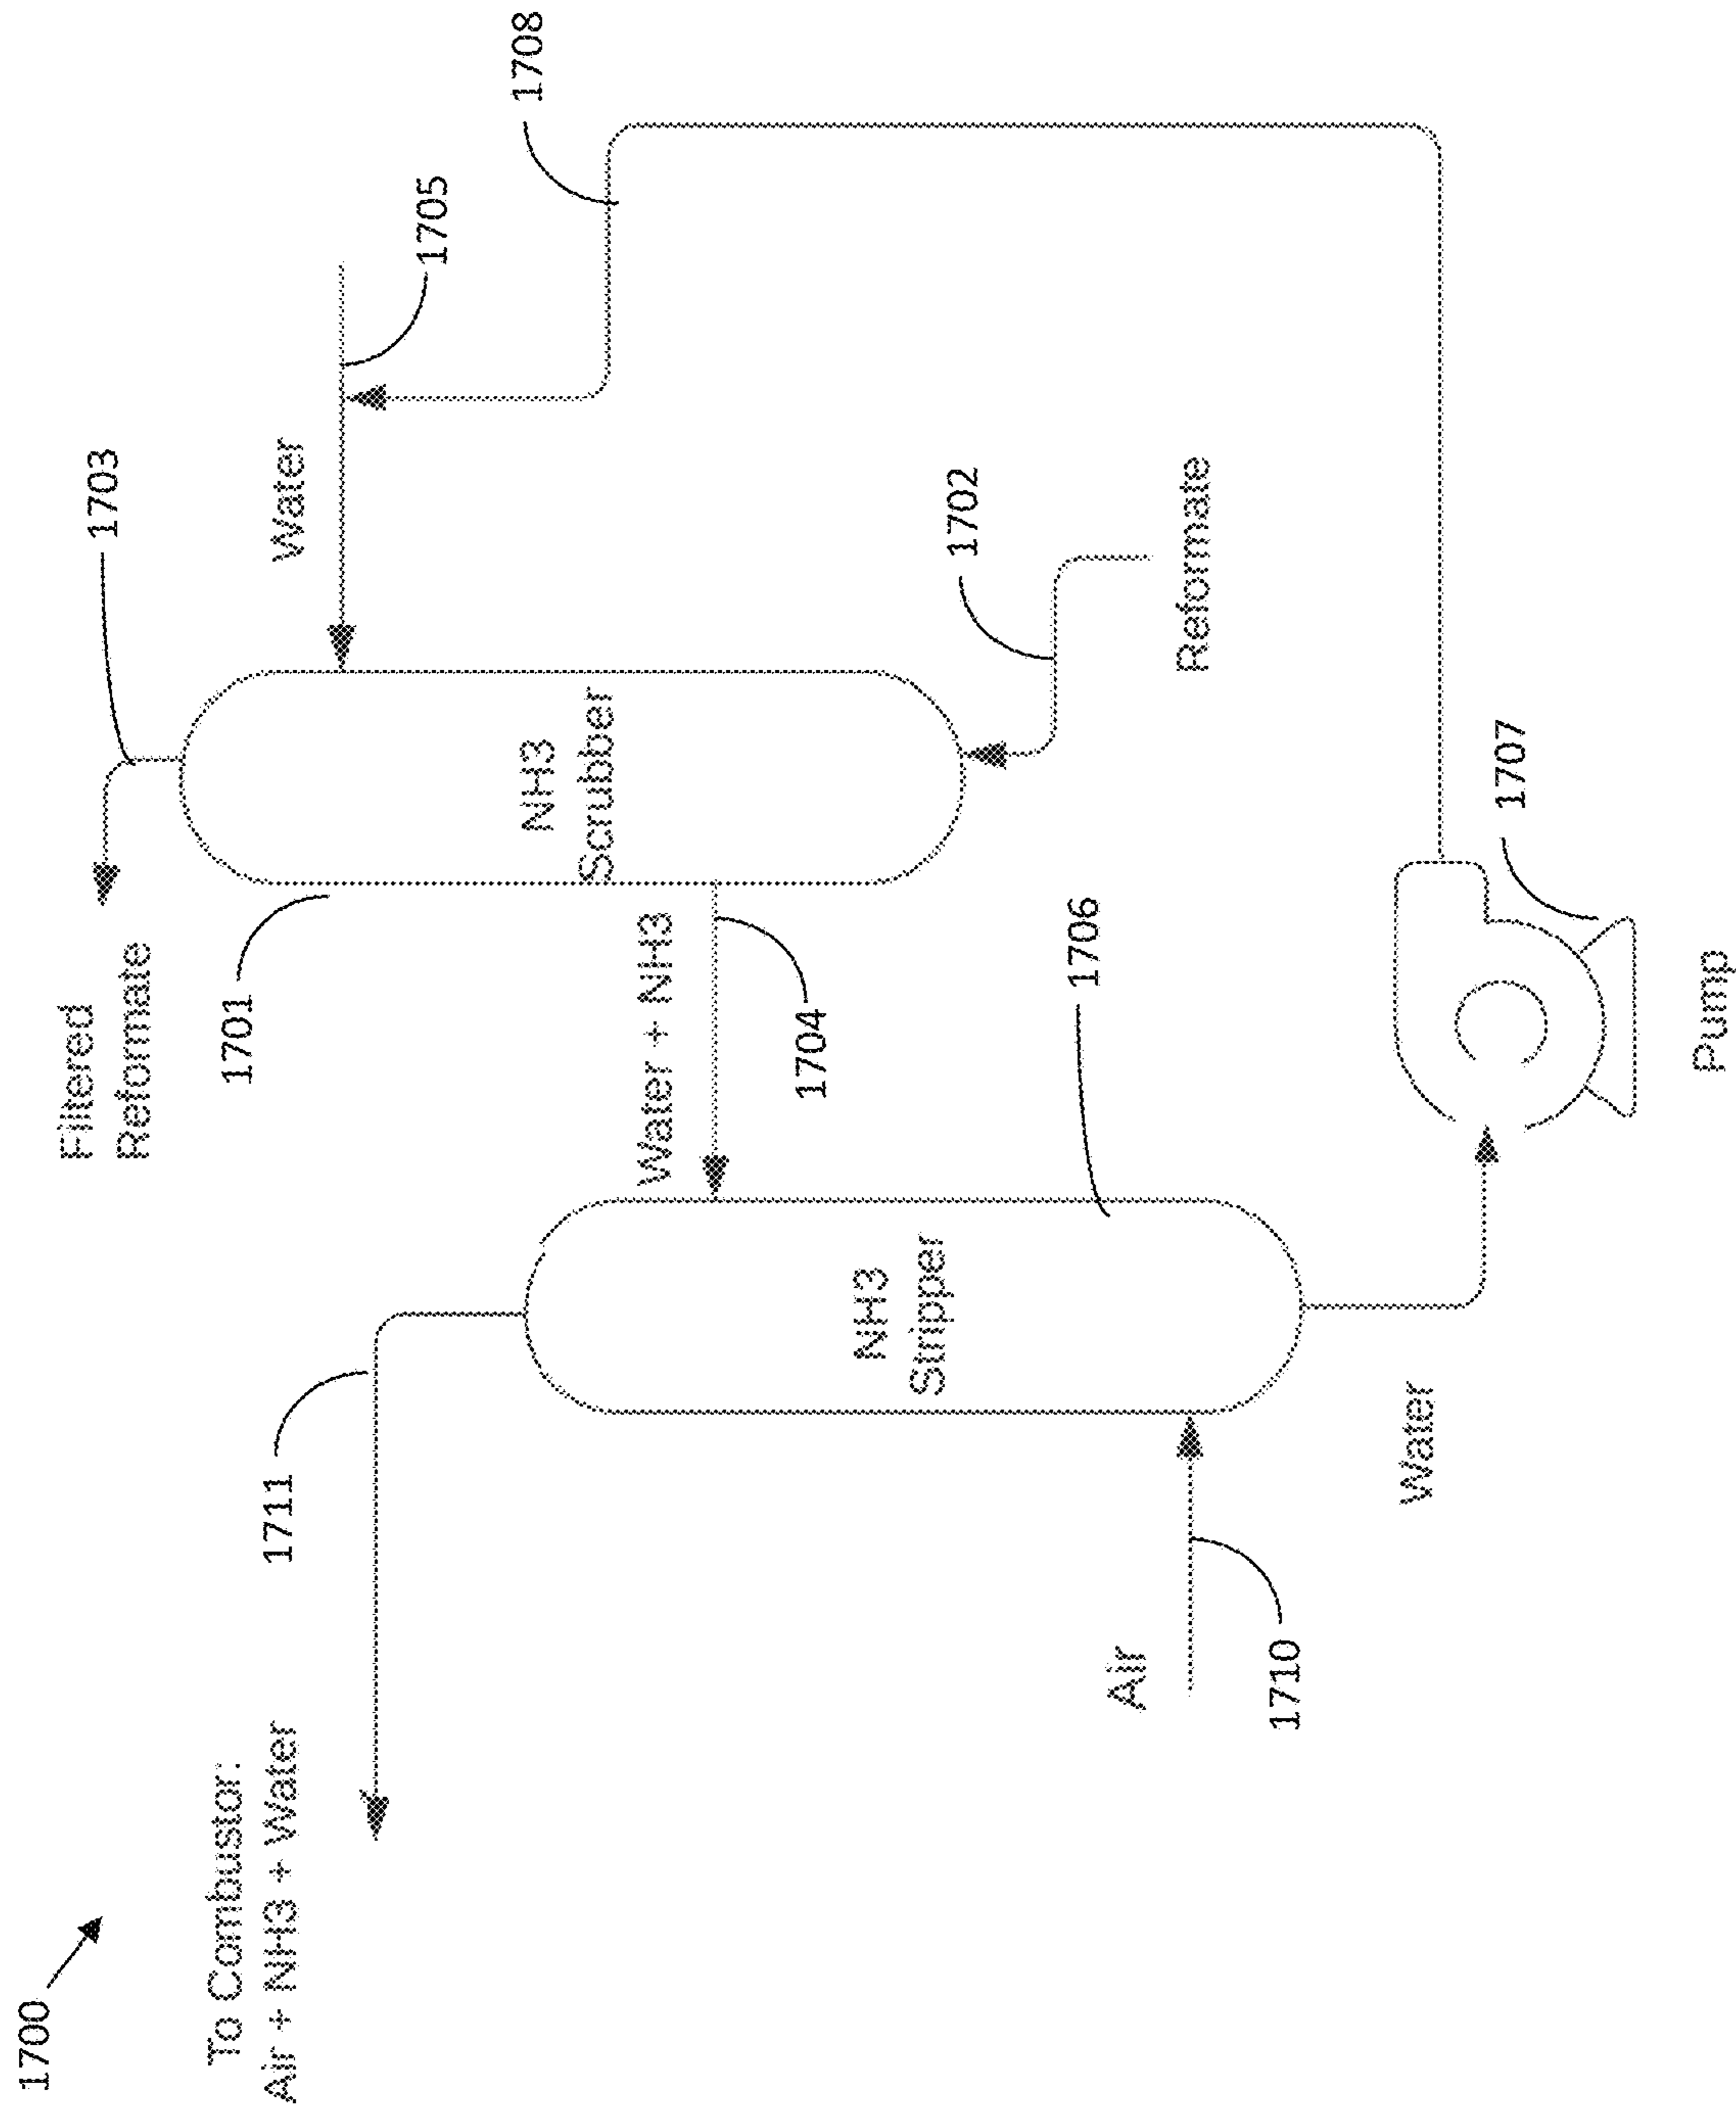 1700
To Combustor:
Air + NH3 + Water
1711
Filtered
Reformate
1703
1701
Water
1705
1708
NH3
Scrubber
Water + NH3
1704
1702
Reformate
NH3
Stripper
1706
Air
1710
Water
1707
Pump